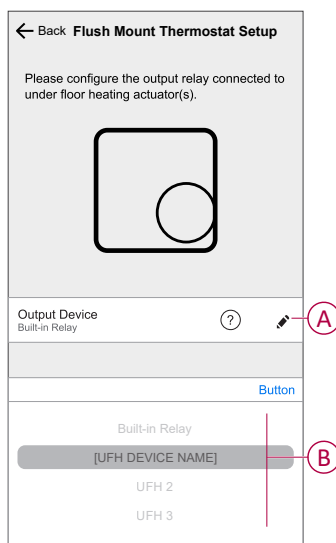 Back Flush Mount Thermostat Setup
Please configure the output relay connected to
under floor heating actuator(s).
Output Device
Built-in Relay
?
A
Button
Built-in Relay
[UFH DEVICE NAME]
B
UFH 2
UFH 3